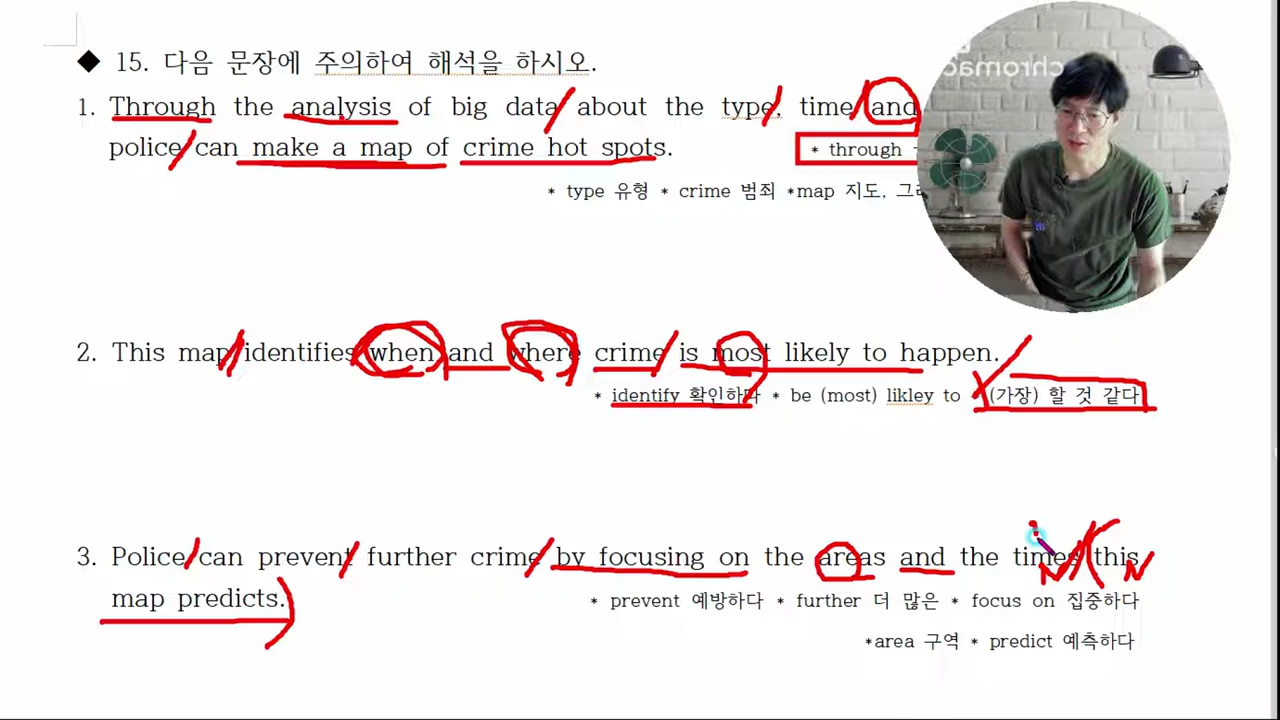 ◆ 15. 다음 문장에 주의하여 해석을 하시오.
1. Through the analysis of big data about the type, time and
police can make a map of crime hot spots.
* through
* type 유형 * crime 범죄 *map 지도,
2. This map identifies when and where crime is most likely to happen.
* identify 확인하다 * be (most) likley to (가장) 할 것 같다
3. Police can prevent further crime by focusing on the areas and the times this
map predicts.
* prevent 예방하다 * further 더 많은 * focus on 집중하다
*area 구역 * predict 예측하다
N N